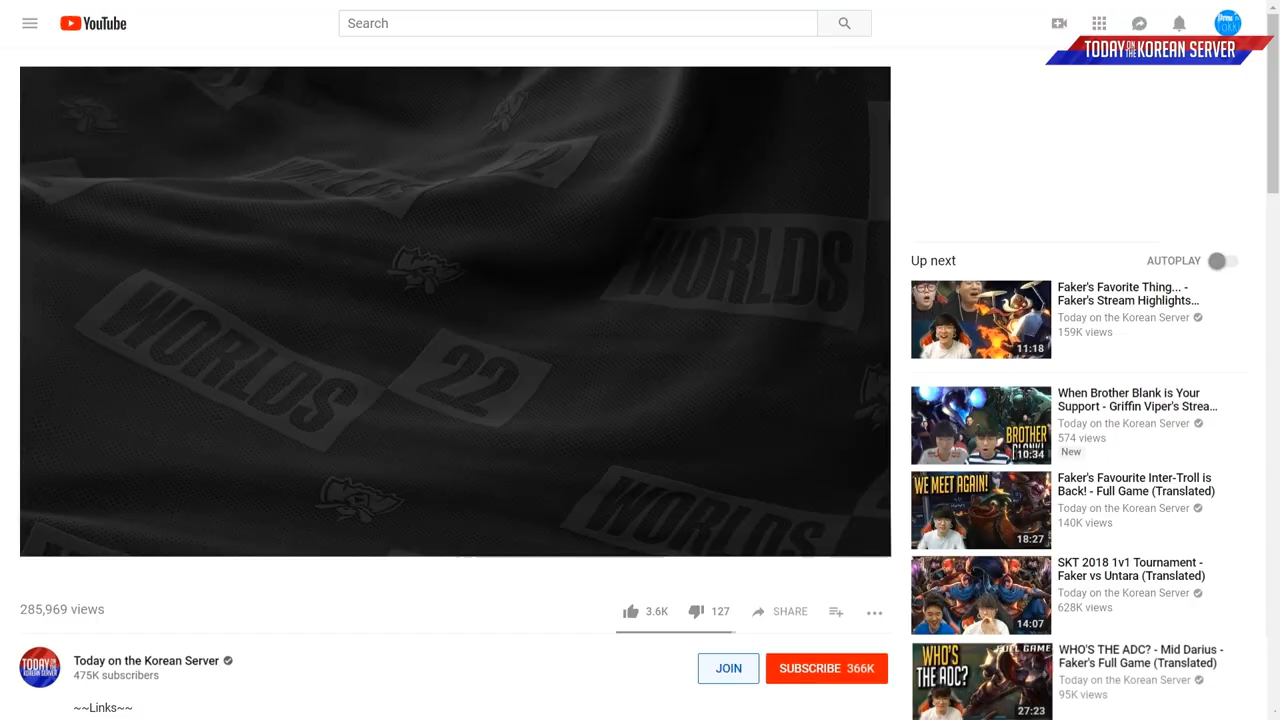 YouTube
Search
TODAY ON THE KOREAN SERVER
WORLDS
WORLDS
22
WORLDS
Up next
AUTOPLAY
Faker's Favorite Thing... -
Faker's Stream Highlights...
Today on the Korean Server
159K views
11:18
When Brother Blank is Your
Support - Griffin Viper's Strea...
Today on the Korean Server
574 views
New
BROTHER
10:34
Faker's Favourite Inter-Troll is
Back! - Full Game (Translated)
Today on the Korean Server
140K views
WE MEET AGAIN!
18:27
SKT 2018 1v1 Tournament -
Faker vs Untara (Translated)
Today on the Korean Server
628K views
14:07
WHO'S THE ADC? - Mid Darius -
Faker's Full Game (Translated)
Today on the Korean Server
95K views
WHO'S
THE ADC?
FULL GAME
27:23
285,969 views
3.6K
127
SHARE
Today on the Korean Server
475K subscribers
JOIN
SUBSCRIBE 366K
~~Links~~